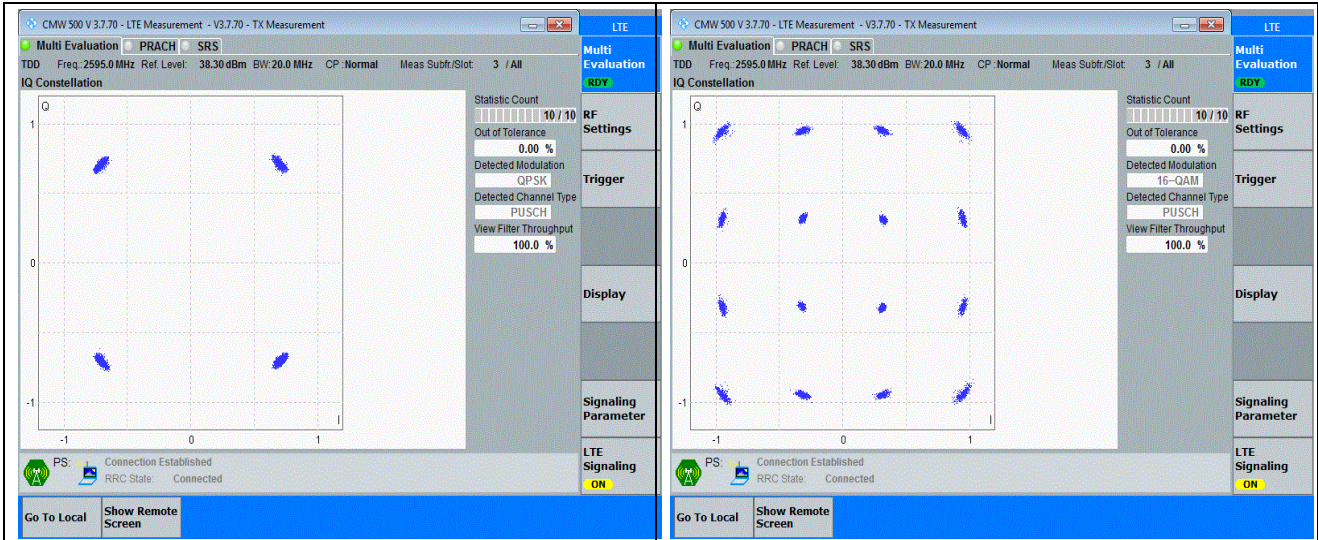 CMW 500 V 3.7.70 - LTE Measurement - V3.7.70 - TX Measurement
LTE
Multi Evaluation PRACH SRS
Multi
Evaluation
RDY
TDD Freq.:2595.0 MHz Ref. Level: 38.30 dBm BW:20.0 MHz CP :Normal Meas Subfr./Slot: 3 / All
IQ Constellation
Q
1
0
-1
-1 0 1
I
Statistic Count
10 / 10
Out of Tolerance
0.00 %
Detected Modulation
QPSK
Detected Channel Type
PUSCH
View Filter Throughput
100.0 %
RF
Settings
Trigger
Display
Signaling
Parameter
LTE
Signaling
ON
PS: Connection Established
RRC State: Connected
Go To Local
Show Remote
Screen
CMW 500 V 3.7.70 - LTE Measurement - V3.7.70 - TX Measurement
LTE
Multi Evaluation PRACH SRS
Multi
Evaluation
RDY
TDD Freq.:2595.0 MHz Ref. Level: 38.30 dBm BW:20.0 MHz CP :Normal Meas Subfr./Slot: 3 / All
IQ Constellation
Q
1
0
-1
-1 0 1
I
Statistic Count
10 / 10
Out of Tolerance
0.00 %
Detected Modulation
16-QAM
Detected Channel Type
PUSCH
View Filter Throughput
100.0 %
RF
Settings
Trigger
Display
Signaling
Parameter
LTE
Signaling
ON
PS: Connection Established
RRC State: Connected
Go To Local
Show Remote
Screen